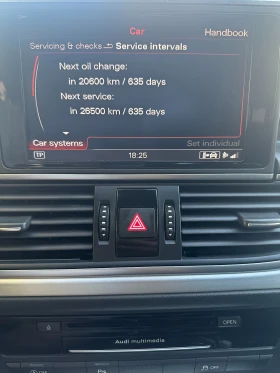 Car
Handbook
Servicing & checks Service intervals
Next oil change:
in 20600 km / 635 days
Next service:
in 26500 km / 635 days
Car systems
Set individual
TP
18:25
OPEN
Audi multimedia